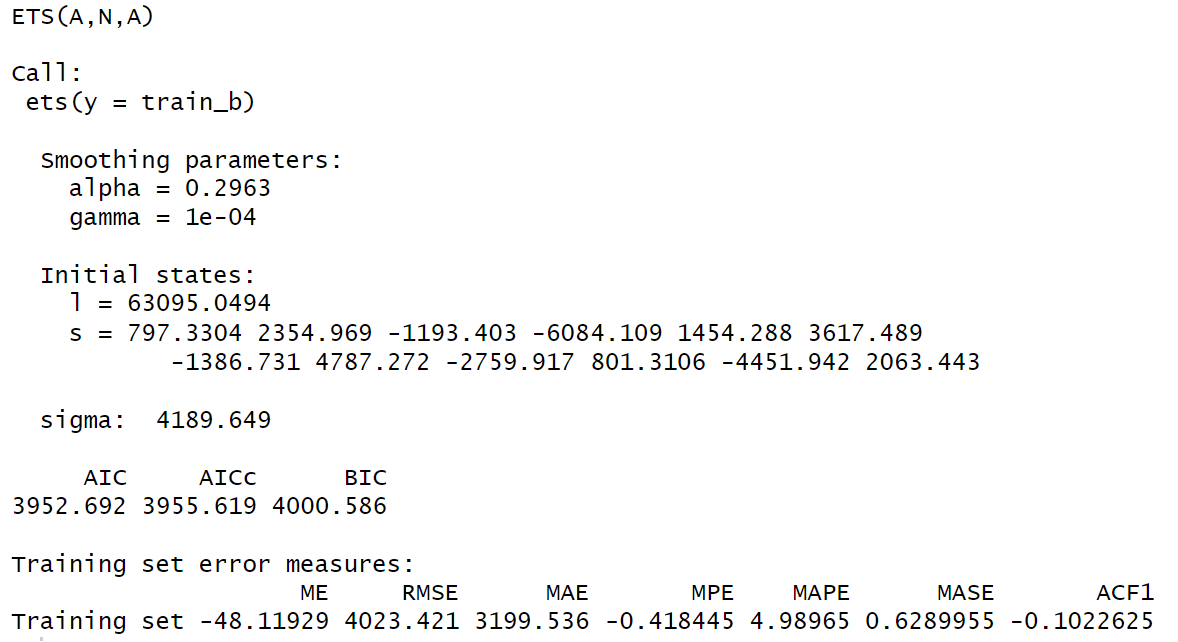 ETS(A,N,A)
Call:
ets(y = train_b)
Smoothing parameters:
alpha = 0.2963
gamma = 1e-04
Initial states:
l = 63095.0494
s = 797.3304 2354.969 -1193.403 -6084.109 1454.288 3617.489
-1386.731 4787.272 -2759.917 801.3106 -4451.942 2063.443
sigma: 4189.649
AIC AICc BIC
3952.692 3955.619 4000.586
Training set error measures:
ME RMSE MAE MPE MAPE MASE ACF1
Training set -48.11929 4023.421 3199.536 -0.418445 4.98965 0.6289955 -0.1022625